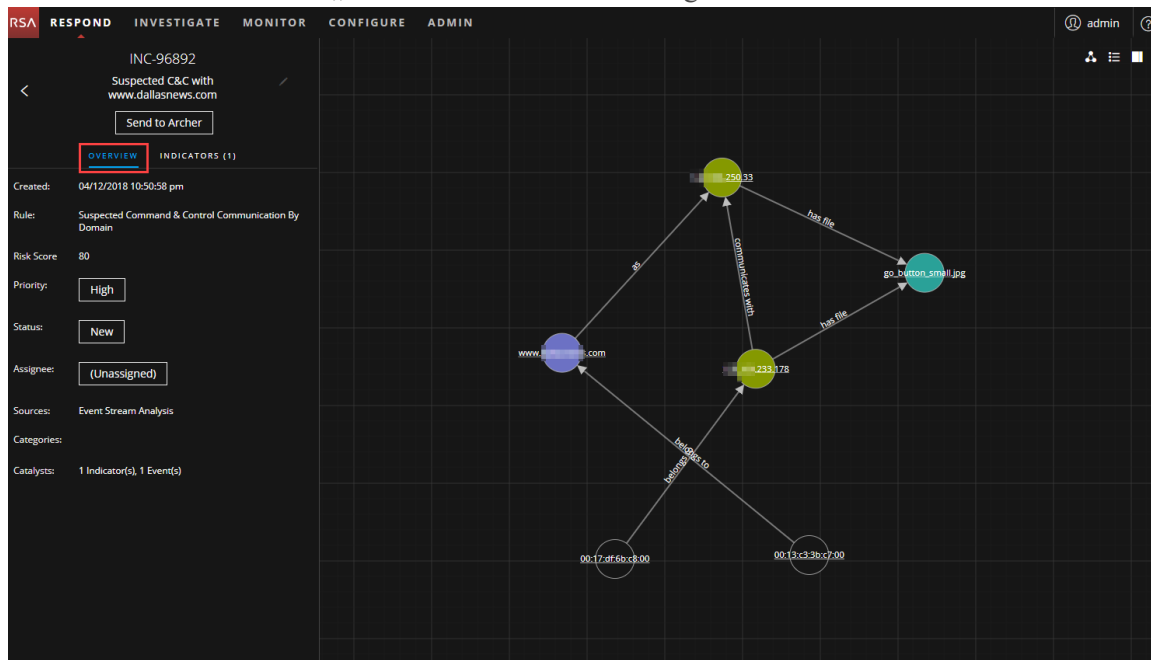 RSA RESPOND INVESTIGATE MONITOR CONFIGURE ADMIN admin
INC-96892
Suspected C&C with
www.dallasnews.com
Send to Archer
OVERVIEW INDICATORS (1)
Created: 04/12/2018 10:50:58 pm
Rule: Suspected Command & Control Communication By
Domain
Risk Score 80
Priority: High
Status: New
Assignee: (Unassigned)
Sources: Event Stream Analysis
Categories:
Catalysts: 1 Indicator(s), 1 Event(s)
.250.33
has file
as
communicates with
go_button_small.jpg
has file
www. .com
.233.178
belongs to
belongs
00:17:df:6b:c8:00
00:13:c3:3b:c7:00